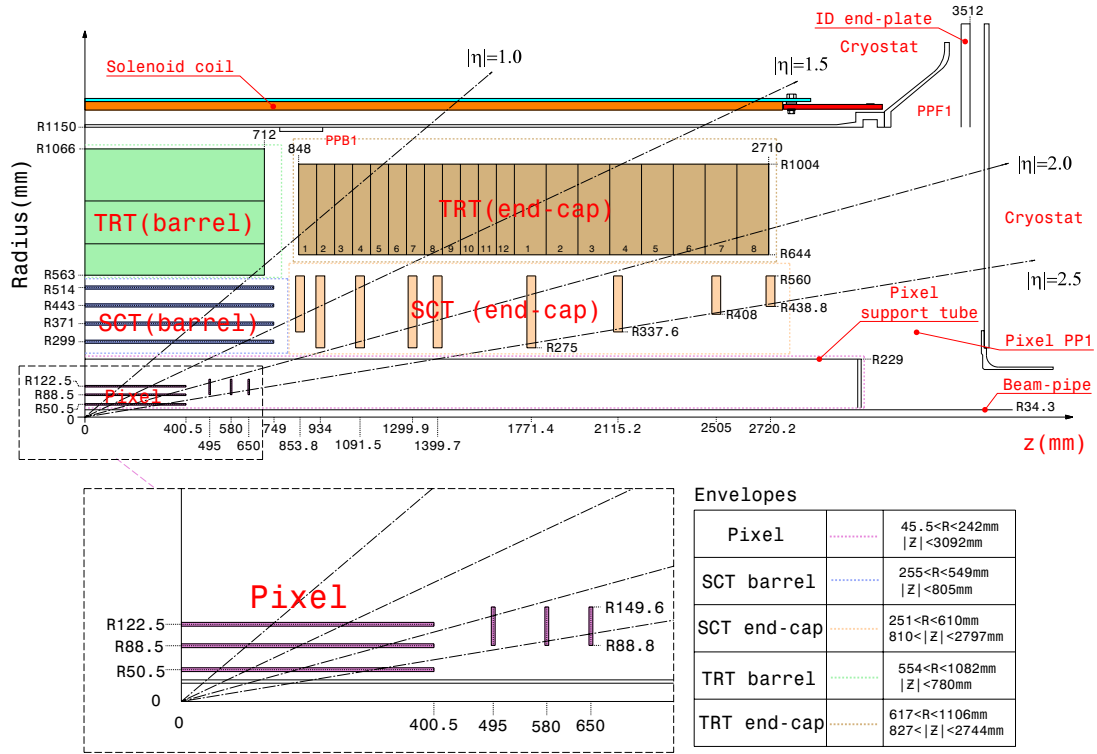 3512
ID end-plate
Cryostat
|η|=1.0
|η|=1.5
Solenoid coil
PPF1
R1150
712
PPB1
R1066
848
2710
R1004
|η|=2.0
Radius(mm)
TRT(barrel)
TRT(end-cap)
Cryostat
1 2 3 4 5 6 7 8 9 10 11 12 1 2 3 4 5 6 7 8
R644
R563
R514
R443
R371
R299
SCT(barrel)
SCT (end-cap)
R560
R438.8
R408
R337.6
R275
|η|=2.5
Pixel
support tube
Pixel PP1
R229
R122.5
R88.5
R50.5
0
Pixel
Beam-pipe
R34.3
0
400.5
580
749
934
1299.9
1771.4
2115.2
2505
2720.2
495
650
853.8
1091.5
1399.7
z(mm)
Pixel
R122.5
R88.5
R50.5
0
R149.6
R88.8
0
400.5
495
580
650
Envelopes
Pixel
45.5<R<242mm
|Z|<3092mm
SCT barrel
255<R<549mm
|Z|<805mm
SCT end-cap
251<R<610mm
810<|Z|<2797mm
TRT barrel
554<R<1082mm
|Z|<780mm
TRT end-cap
617<R<1106mm
827<|Z|<2744mm